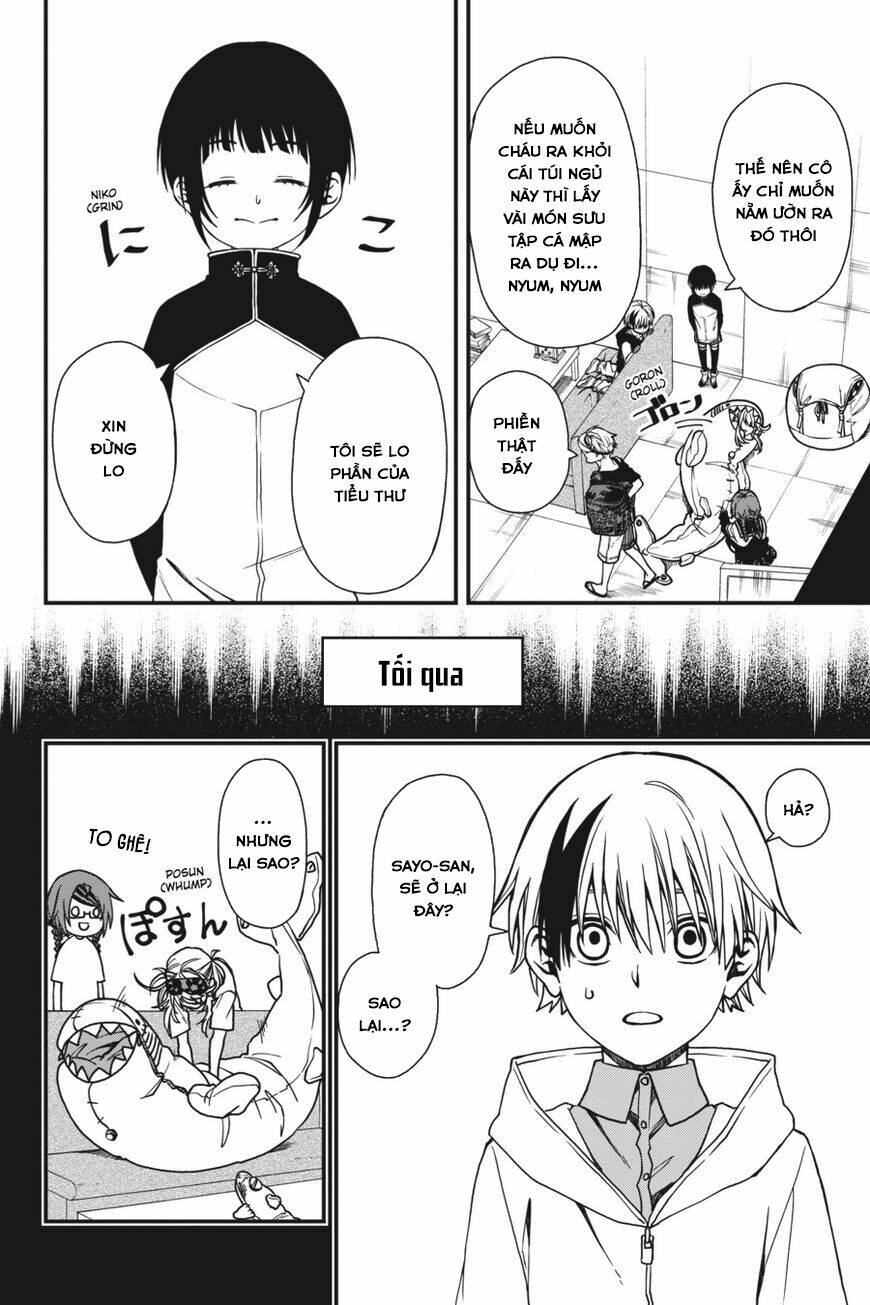 THẾ NÊN CÔ
ẤY CHỈ MUỐN
NẰM ƯỜN RA
ĐÓ THÔI
NẾU MUỐN
CHÁU RA KHỎI
CÁI TÚI NGỦ
NÀY THÌ LẤY
VÀI MÓN SƯU
TẬP CÁ MẬP
RA DỤ ĐI...
NYUM, NYUM
GORON
(ROLL)
ゴロン
PHIỀN
THẬT
ĐẤY
NIKO
(GRIN)
にこ
TÔI SẼ LO
PHẦN CỦA
TIỂU THƯ
XIN
ĐỪNG
LO
Tối qua
HẢ?
SAYO-SAN,
SẼ Ở LẠI
ĐÂY?
SAO
LẠI...?
...
NHƯNG
LẠI SAO?
TO GHÊ!
POSUN
(WHUMP)
ぽすん